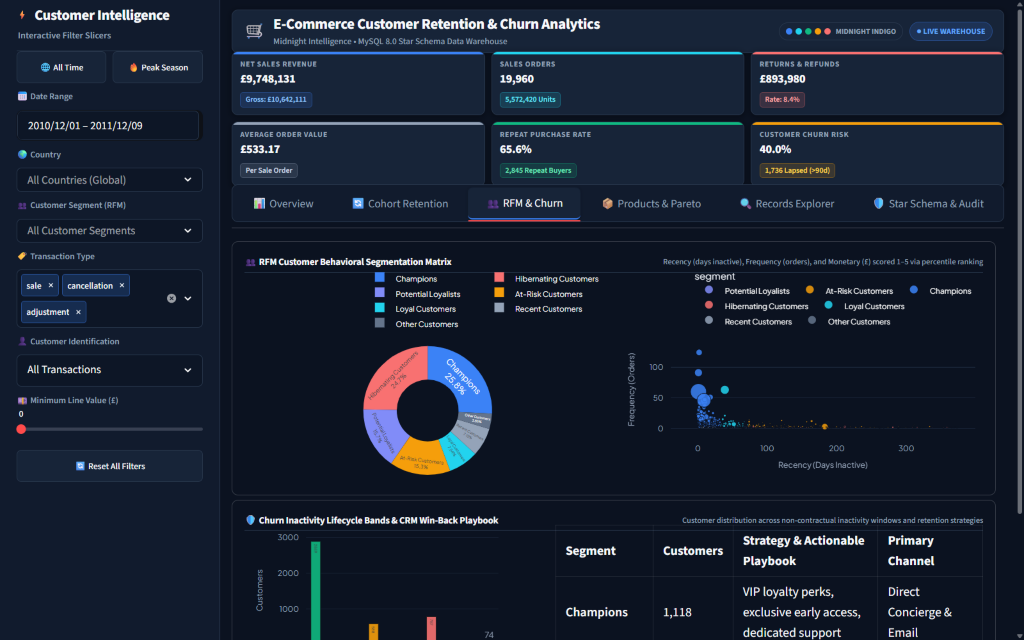 Customer Intelligence
Interactive Filter Slicers
All Time
Peak Season
Date Range
2010/12/01 – 2011/12/09
Country
All Countries (Global)
Customer Segment (RFM)
All Customer Segments
Transaction Type
sale ×
cancellation ×
adjustment ×
Customer Identification
All Transactions
Minimum Line Value (£)
0
Reset All Filters
E-Commerce Customer Retention & Churn Analytics
Midnight Intelligence • MySQL 8.0 Star Schema Data Warehouse
MIDNIGHT INDIGO
LIVE WAREHOUSE
NET SALES REVENUE
£9,748,131
Gross: £10,642,111
SALES ORDERS
19,960
5,572,420 Units
RETURNS & REFUNDS
£893,980
Rate: 8.4%
AVERAGE ORDER VALUE
£533.17
Per Sale Order
REPEAT PURCHASE RATE
65.6%
2,845 Repeat Buyers
CUSTOMER CHURN RISK
40.0%
1,736 Lapsed (>90d)
Overview
Cohort Retention
RFM & Churn
Products & Pareto
Records Explorer
Star Schema & Audit
RFM Customer Behavioral Segmentation Matrix
Recency (days inactive), Frequency (orders), and Monetary (£) scored 1–5 via percentile ranking
Champions
Hibernating Customers
Potential Loyalists
At-Risk Customers
Loyal Customers
Recent Customers
Other Customers
Champions
25.8%
Hibernating Customers
24.7%
At-Risk Customers
segment
Potential Loyalists
At-Risk Customers
Champions
Hibernating Customers
Loyal Customers
Recent Customers
Other Customers
Frequency (Orders)
100
50
0
0
100
200
300
Recency (Days Inactive)
Churn Inactivity Lifecycle Bands & CRM Win-Back Playbook
Customer distribution across non-contractual inactivity windows and retention strategies
3000
2000
1000
Customers
74
Segment
Customers
Strategy & Actionable
Playbook
Primary
Channel
Champions
1,118
VIP loyalty perks,
exclusive early access,
dedicated support
Direct
Concierge &
Email